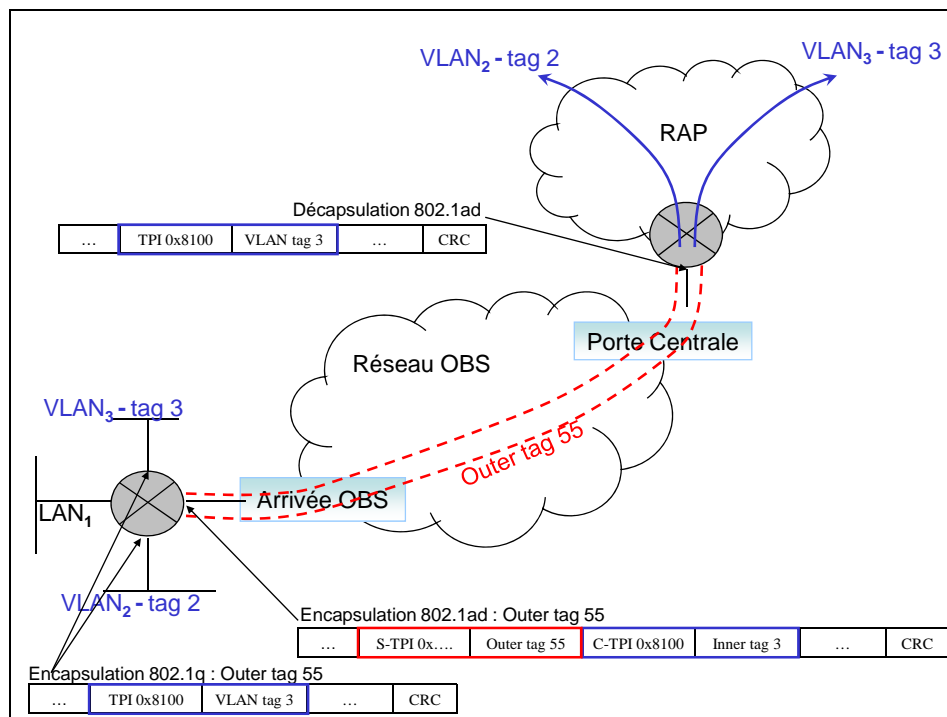 VLAN2 - tag 2
VLAN3 - tag 3
RAP
Décapsulation 802.1ad
… TPI 0x8100 VLAN tag 3 … CRC
Porte Centrale
Réseau OBS
VLAN3 - tag 3
Outer tag 55
Arrivée OBS
LAN1
VLAN2 - tag 2
Encapsulation 802.1ad : Outer tag 55
… S-TPI 0x…. Outer tag 55 C-TPI 0x8100 Inner tag 3 … CRC
Encapsulation 802.1q : Outer tag 55
… TPI 0x8100 VLAN tag 3 … CRC